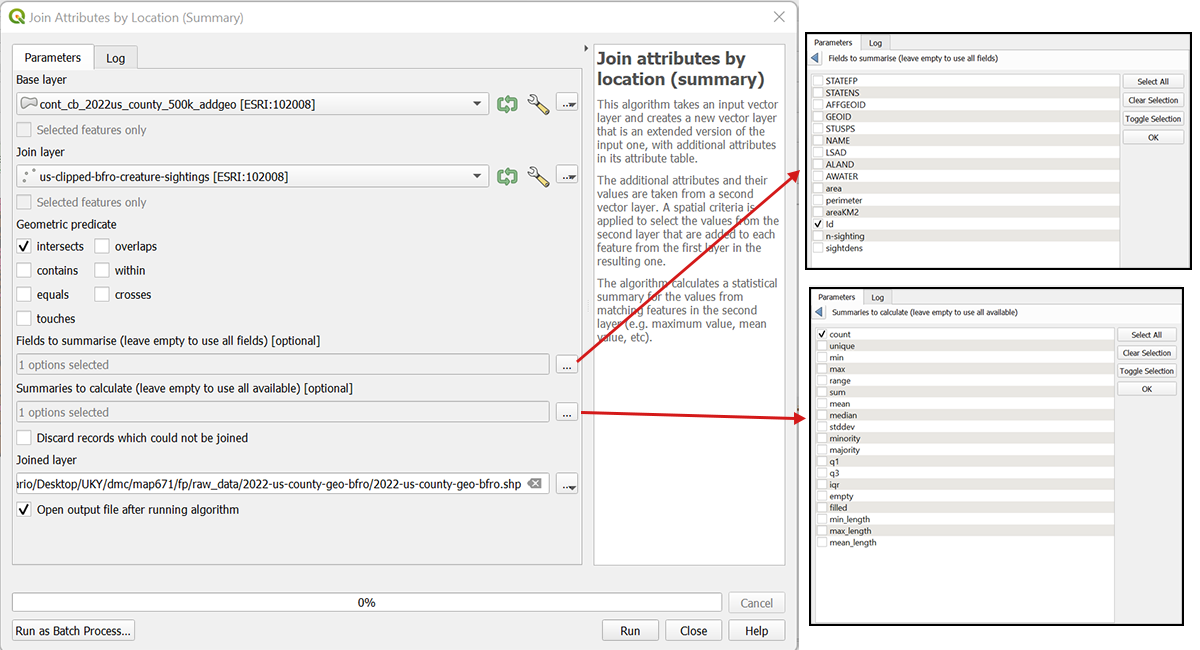 Join Attributes by Location (Summary)
Parameters
Log
Base layer
cont_cb_2022us_county_500k_addgeo [ESRI:102008]
...
Selected features only
Join layer
us-clipped-bfro-creature-sightings [ESRI:102008]
...
Selected features only
Geometric predicate
intersects
overlaps
contains
within
equals
crosses
touches
Fields to summarise (leave empty to use all fields) [optional]
1 options selected
...
Summaries to calculate (leave empty to use all available) [optional]
1 options selected
...
Discard records which could not be joined
Joined layer
ario/Desktop/UKY/dmc/map671/fp/raw_data/2022-us-county-geo-bfro/2022-us-county-geo-bfro.shp
...
Open output file after running algorithm
0%
Cancel
Run as Batch Process...
Run
Close
Help
Join attributes by
location (summary)
This algorithm takes an input vector
layer and creates a new vector layer
that is an extended version of the
input one, with additional attributes
in its attribute table.
The additional attributes and their
values are taken from a second
vector layer. A spatial criteria is
applied to select the values from the
second layer that are added to each
feature from the first layer in the
resulting one.
The algorithm calculates a statistical
summary for the values from
matching features in the second
layer (e.g. maximum value, mean
value, etc).
Parameters
Log
Fields to summarise (leave empty to use all fields)
STATEFP
STATENS
AFFGEOID
GEOID
STUSPS
NAME
LSAD
ALAND
AWATER
area
perimeter
areaKM2
Id
n-sighting
sightdens
Select All
Clear Selection
Toggle Selection
OK
Parameters
Log
Summaries to calculate (leave empty to use all available)
count
unique
min
max
range
sum
mean
median
stddev
minority
majority
q1
q3
iqr
empty
filled
min_length
max_length
mean_length
Select All
Clear Selection
Toggle Selection
OK